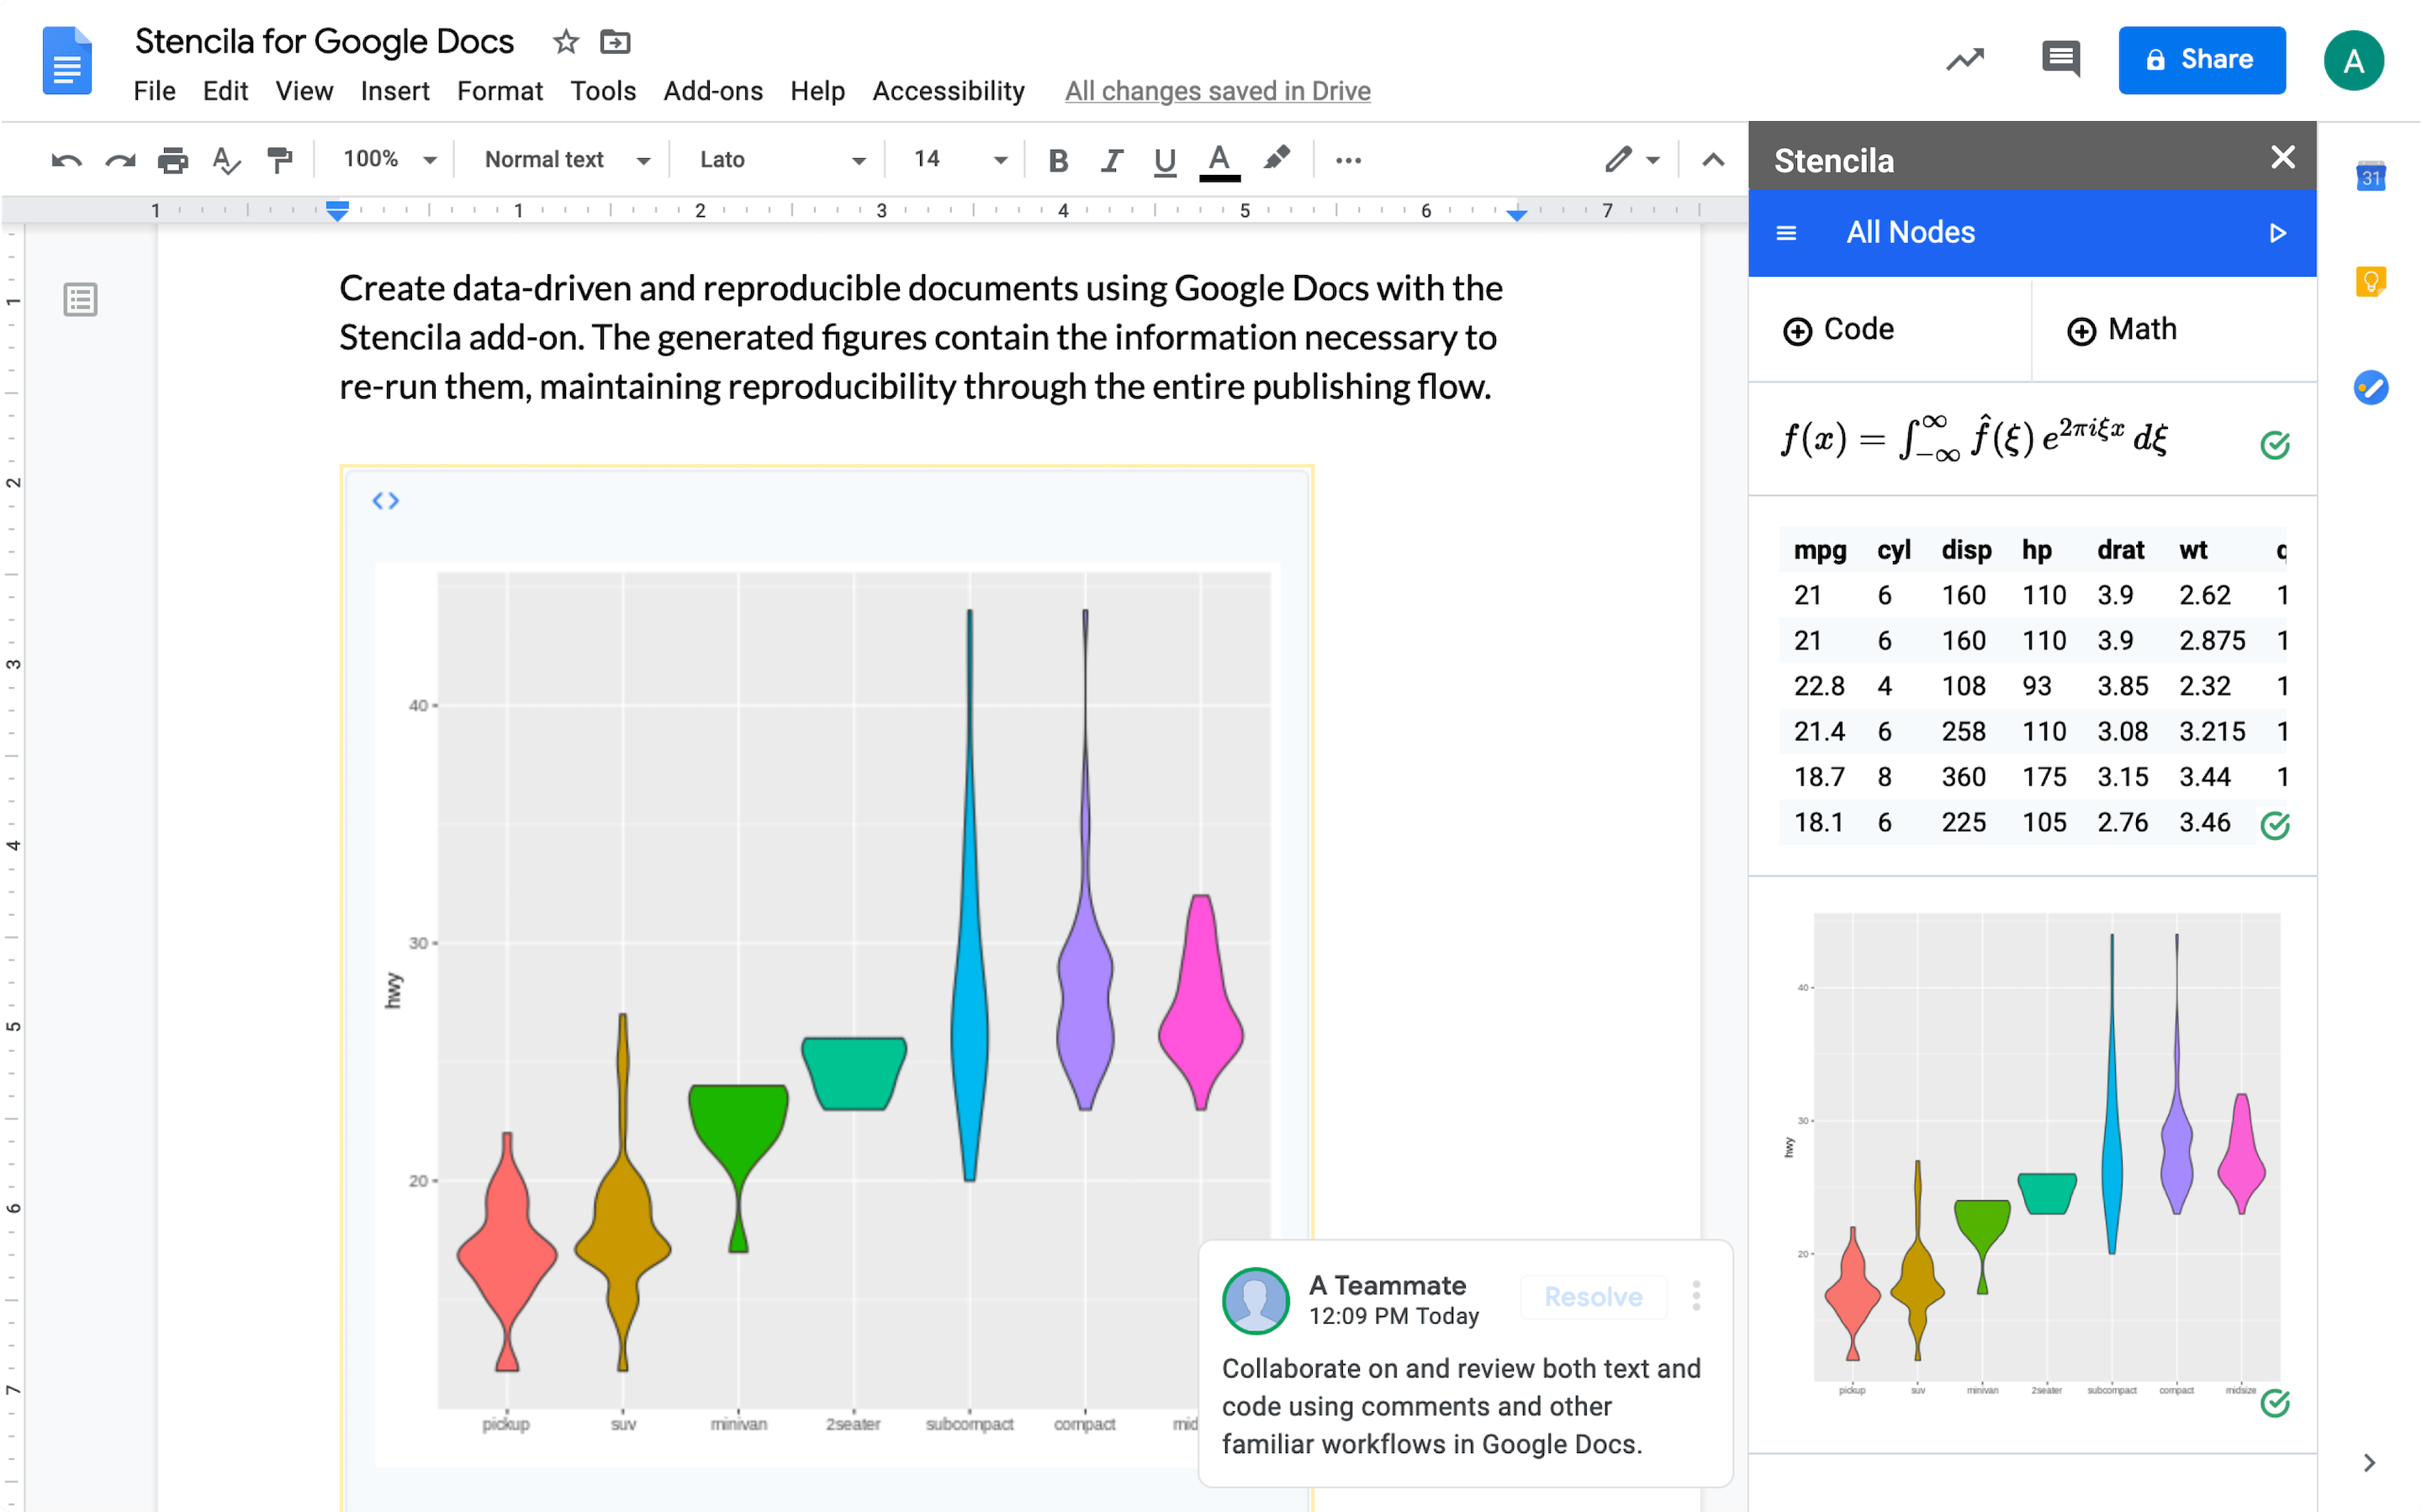 Stencila for Google Docs
File Edit View Insert Format Tools Add-ons Help Accessibility All changes saved in Drive
Share
A
100% Normal text Lato 14 B I U A
1 1 2 3 4 5 6 7
1
2
3
4
5
6
7
Create data-driven and reproducible documents using Google Docs with the
Stencila add-on. The generated figures contain the information necessary to
re-run them, maintaining reproducibility through the entire publishing flow.
40
30
20
hwy
pickup suv minivan 2seater subcompact compact mid
A Teammate
12:09 PM Today
Resolve
Collaborate on and review both text and
code using comments and other
familiar workflows in Google Docs.
Stencila
All Nodes
Code Math
f(x) = ∫_{-∞}^{∞} f̂(ξ) e^{2πiξx} dξ
mpg cyl disp hp drat wt
21 6 160 110 3.9 2.62 1
21 6 160 110 3.9 2.875 1
22.8 4 108 93 3.85 2.32 1
21.4 6 258 110 3.08 3.215 1
18.7 8 360 175 3.15 3.44 1
18.1 6 225 105 2.76 3.46
40
30
20
hwy
pickup suv minivan 2seater subcompact compact midsize
31